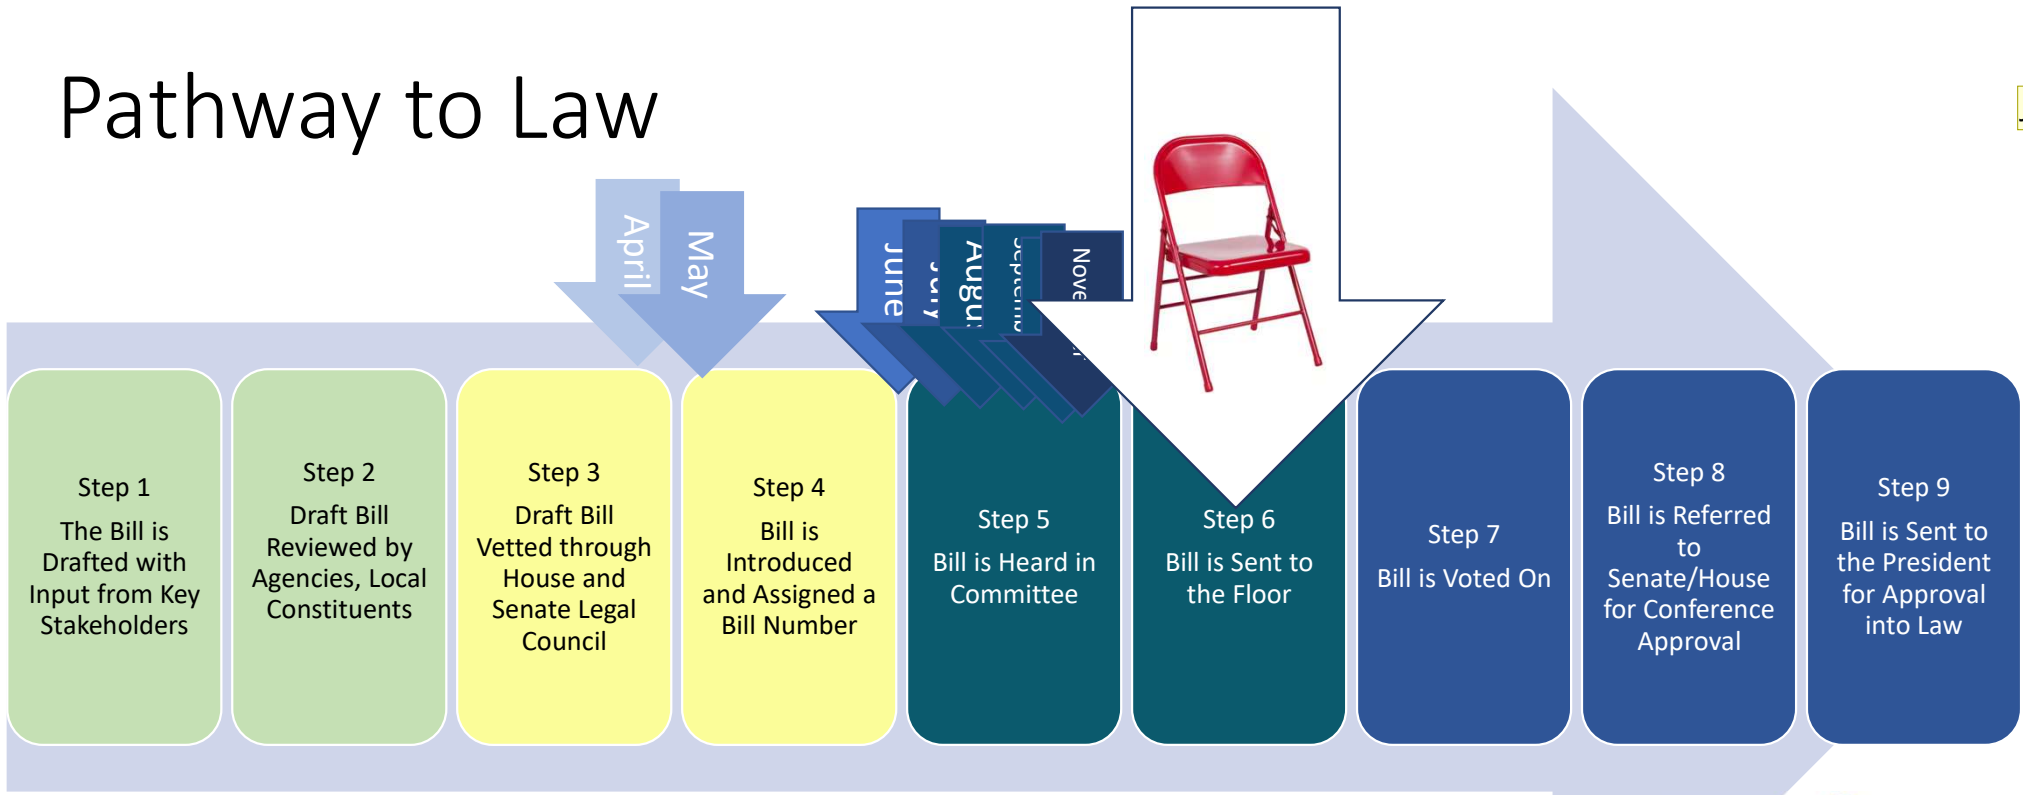 Pathway to Law
April
May
June
July
Nove
Step 1
The Bill is
Drafted with
Input from Key
Stakeholders
Step 2
Draft Bill
Reviewed by
Agencies, Local
Constituents
Step 3
Draft Bill
Vetted through
House and
Senate Legal
Council
Step 4
Bill is
Introduced
and Assigned a
Bill Number
Step 5
Bill is Heard in
Committee
Step 6
Bill is Sent to
the Floor
Step 7
Bill is Voted On
Step 8
Bill is Referred
to
Senate/House
for Conference
Approval
Step 9
Bill is Sent to
the President
for Approval
into Law